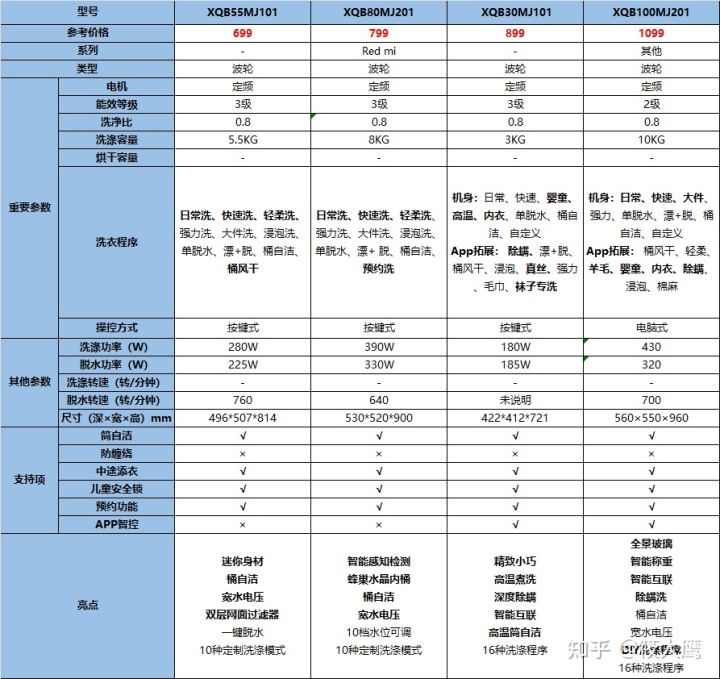 型号 XQB55MJ101 XQB80MJ201 XQB30MJ101 XQB100MJ201
参考价格 699 799 899 1099
系列 - Red mi - 其他
类型 波轮 波轮 波轮 波轮
重要参数
电机 定频 定频 定频 定频
能效等级 3级 3级 3级 2级
洗净比 0.8 0.8 0.8 0.8
洗涤容量 5.5KG 8KG 3KG 10KG
烘干容量 - - - -
洗衣程序
日常洗、快速洗、轻柔洗、
强力洗、大件洗、浸泡洗、
单脱水、漂+脱、桶自洁、
桶风干
日常洗、快速洗、轻柔洗、
强力洗、大件洗、浸泡洗、
单脱水、漂+ 脱、桶自洁、
预约洗
机身：日常、快速、婴童、
高温、内衣、单脱水、桶自
洁、自定义
App拓展： 除螨、漂+脱、
桶风干、浸泡、真丝、强力
、毛巾、袜子专洗
机身：日常、快速、大件、
强力、单脱水、漂+脱、桶
自洁、自定义
App拓展： 桶风干、轻柔、
羊毛、婴童、内衣、除螨、
浸泡、棉麻
操控方式 按键式 按键式 按键式 电脑式
其他参数
洗涤功率（W） 280W 390W 180W 430
脱水功率（W） 225W 330W 185W 320
洗涤转速（转/分钟） - - - -
脱水转速（转/分钟） 760 640 未说明 700
尺寸（深×宽×高）mm 496*507*814 530*520*900 422*412*721 560×550×960
支持项
筒自洁 √ √ √ √
防缠绕 × × × ×
中途添衣 √ √ √ √
儿童安全锁 √ √ √ √
预约功能 √ √ √ √
APP智控 × × √ √
亮点
迷你身材
桶自洁
宽水电压
双层网面过滤器
一键脱水
10种定制洗涤模式
智能感知检测
蜂巢水晶内桶
桶自洁
宽水电压
10档水位可调
10种定制洗涤模式
精致小巧
高温煮洗
深度除螨
智能互联
高温筒自洁
16种洗涤程序
全景玻璃
智能称重
智能互联
除螨洗
桶自洁
宽水电压
DIY洗涤程序
16种洗涤程序
知乎